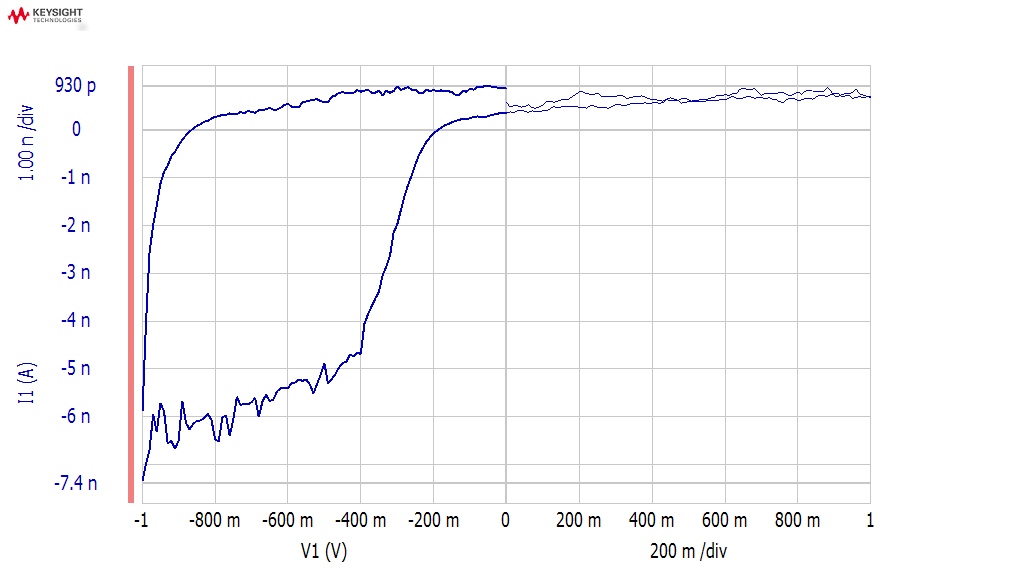 KEYSIGHT
TECHNOLOGIES
930 p
0
-1 n
-2 n
-3 n
-4 n
-5 n
-6 n
-7.4 n
1.00 n /div
I1 (A)
-1 -800 m -600 m -400 m -200 m 0 200 m 400 m 600 m 800 m 1
V1 (V) 200 m /div